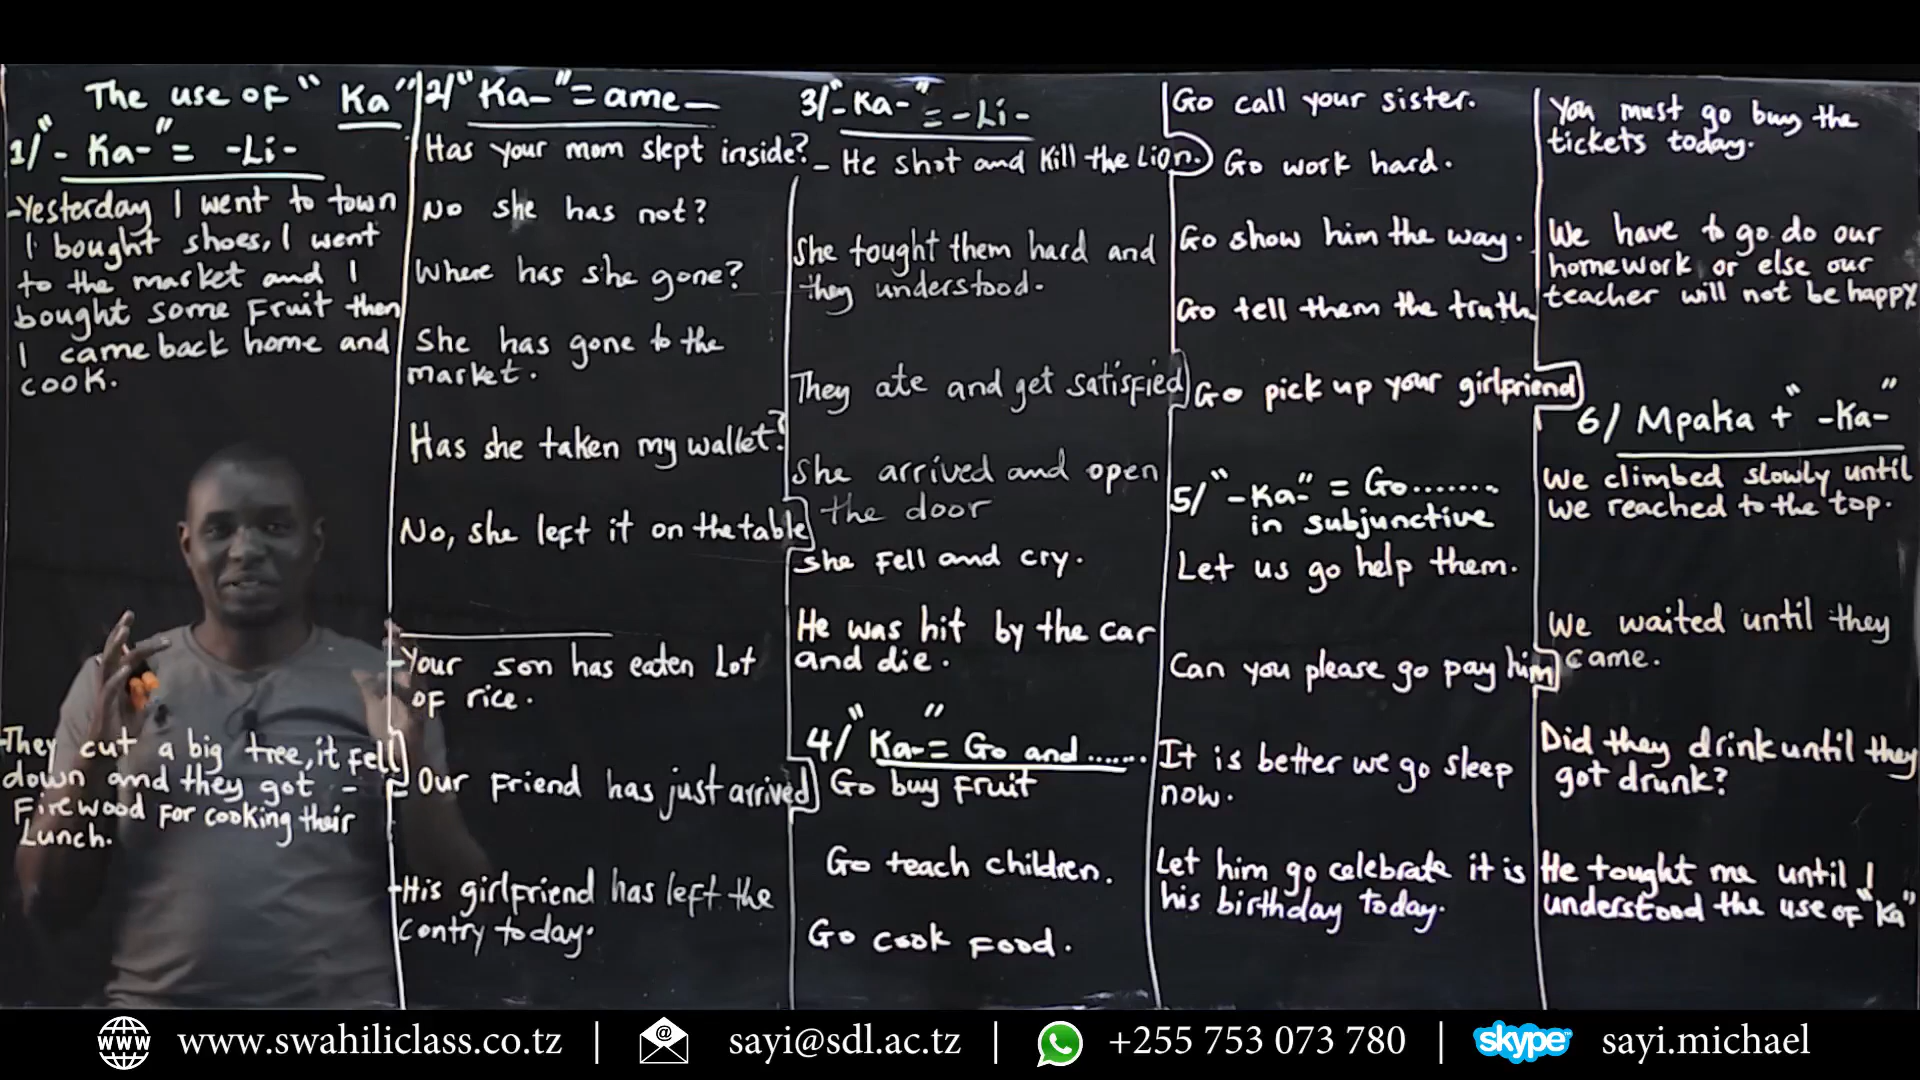 The use of "Ka"
1/ "-Ka-" = -Li-
-Yesterday I went to town
I bought shoes, I went
to the market and I
bought some Fruit then
I came back home and
cook.
-They cut a big tree, it fell
down and they got -
Firewood for cooking their
Lunch.
2/ "Ka-" = ame-
Has your mom slept inside?
No she has not?
Where has she gone?
She has gone to the
market.
Has she taken my wallet?
No, she left it on the table
-Your son has eaten Lot
of rice.
-Our Friend has just arrived
-His girlfriend has left the
contry today.
3/ "-Ka-" = -Li-
- He shot and Kill the Lion.
She tought them hard and
they understood.
They ate and get satisfied
She arrived and open
the door
She fell and cry.
He was hit by the car
and die.
4/ "Ka-" = Go and ......
Go buy fruit
Go teach children.
Go cook Food.
Go call your sister.
Go work hard.
Go show him the way.
Go tell them the truth.
Go pick up your girlfriend
5/ "-Ka-" = Go........
in subjunctive
Let us go help them.
Can you please go pay him
It is better we go sleep
now.
Let him go celebrate it is
his birthday today.
You must go buy the
tickets today.
We have to go do our
homework or else our
teacher will not be happy
6/ Mpaka + "-Ka-"
We climbed slowly until
we reached to the top.
We waited until they
came.
Did they drink until they
got drunk?
He tought me until I
understood the use of "Ka"
WWW www.swahiliclass.co.tz | @ sayi@sdl.ac.tz | +255 753 073 780 | skype sayi.michael